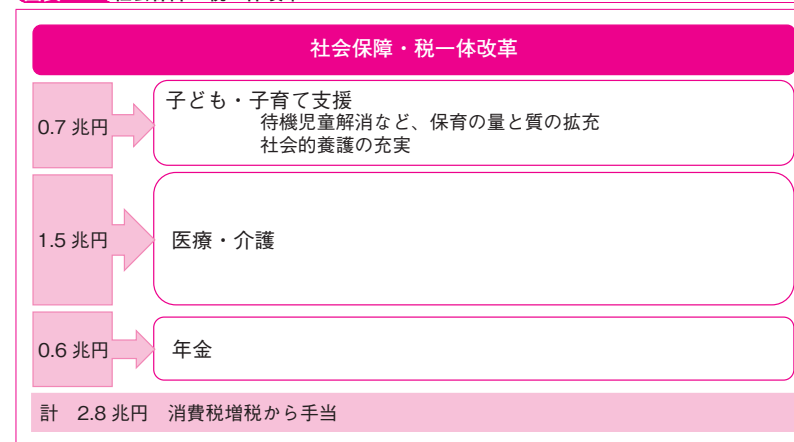 社会保障・税一体改革
0.7 兆円
子ども・子育て支援
待機児童解消など、保育の量と質の拡充
社会的養護の充実
1.5 兆円
医療・介護
0.6 兆円
年金
計 2.8 兆円 消費税増税から手当